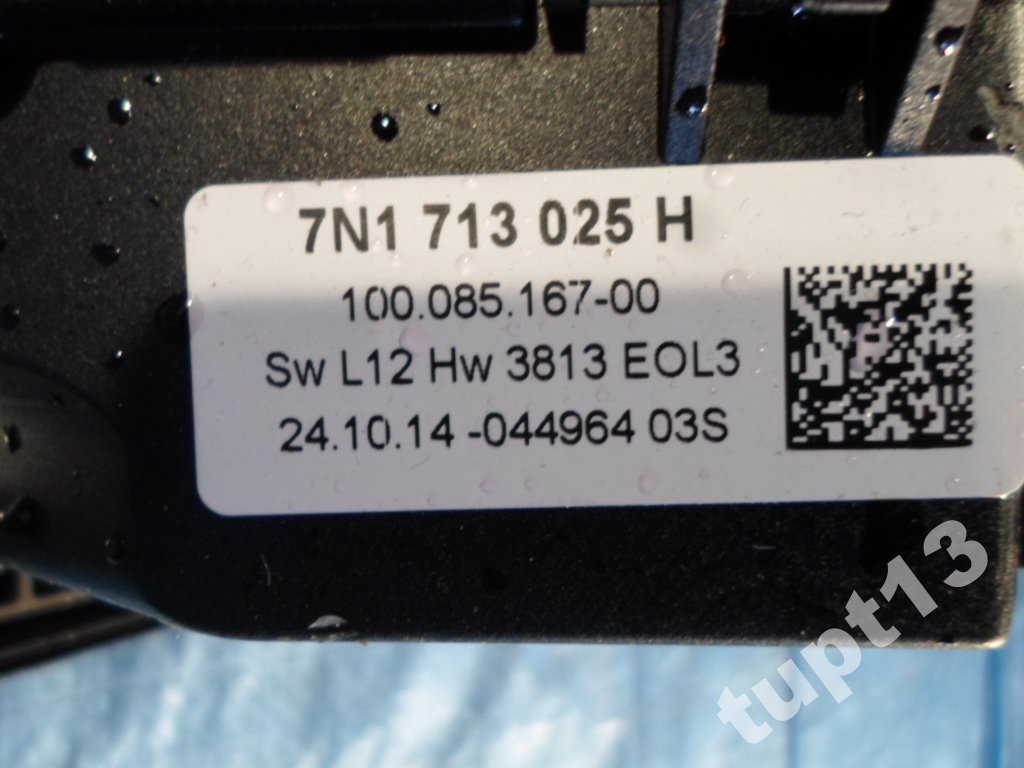 7N1 713 025 H
100.085.167-00
Sw L12 Hw 3813 EOL3
24.10.14 -044964 03S
tupt13